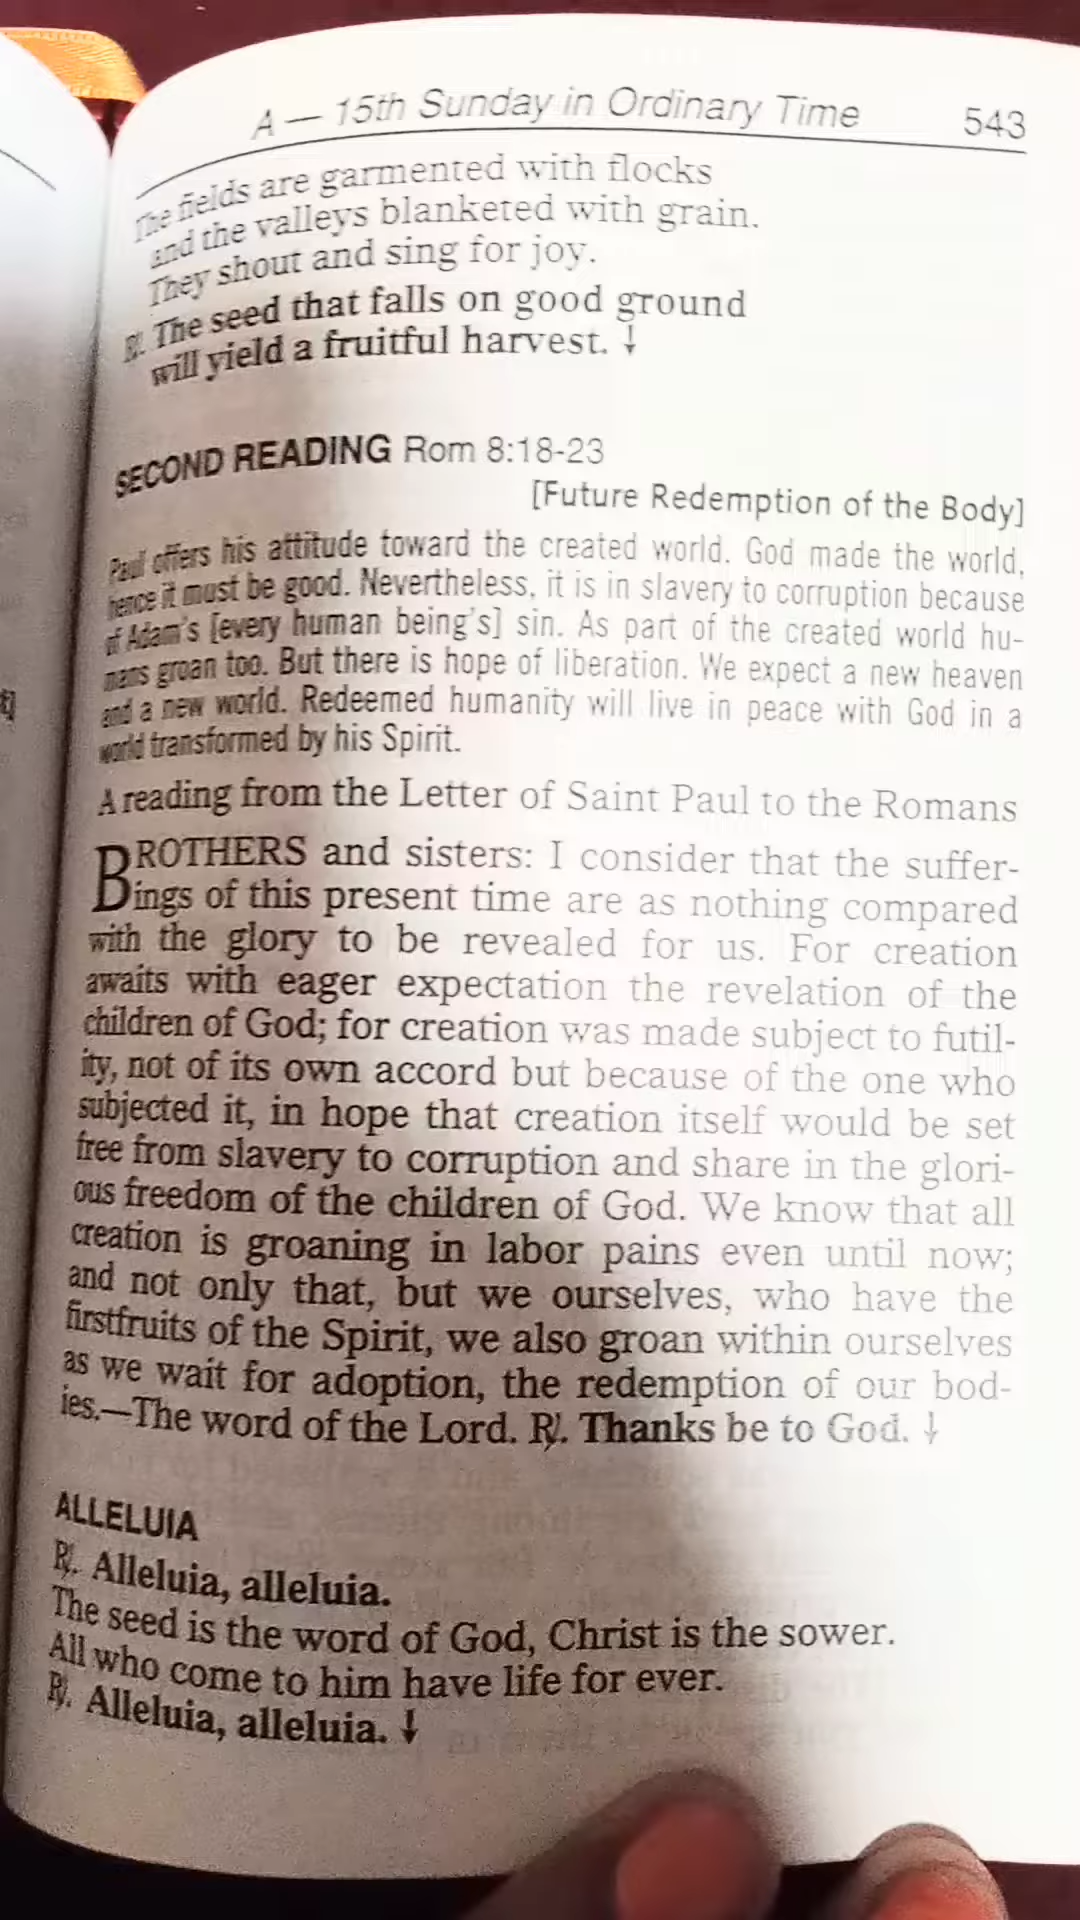 A — 15th Sunday in Ordinary Time 543
The fields are garmented with flocks
and the valleys blanketed with grain.
They shout and sing for joy.
℟. The seed that falls on good ground
will yield a fruitful harvest. ↓
SECOND READING Rom 8:18-23
[Future Redemption of the Body]
Paul offers his attitude toward the created world. God made the world,
hence it must be good. Nevertheless, it is in slavery to corruption because
of Adam's [every human being's] sin. As part of the created world hu-
mans groan too. But there is hope of liberation. We expect a new heaven
and a new world. Redeemed humanity will live in peace with God in a
world transformed by his Spirit.
A reading from the Letter of Saint Paul to the Romans
BROTHERS and sisters: I consider that the suffer-
ings of this present time are as nothing compared
with the glory to be revealed for us. For creation
awaits with eager expectation the revelation of the
children of God; for creation was made subject to futil-
ity, not of its own accord but because of the one who
subjected it, in hope that creation itself would be set
free from slavery to corruption and share in the glori-
ous freedom of the children of God. We know that all
creation is groaning in labor pains even until now;
and not only that, but we ourselves, who have the
firstfruits of the Spirit, we also groan within ourselves
as we wait for adoption, the redemption of our bod-
ies.—The word of the Lord. ℟. Thanks be to God. ↓
ALLELUIA
℟. Alleluia, alleluia.
The seed is the word of God, Christ is the sower.
All who come to him have life for ever.
℟. Alleluia, alleluia. ↓